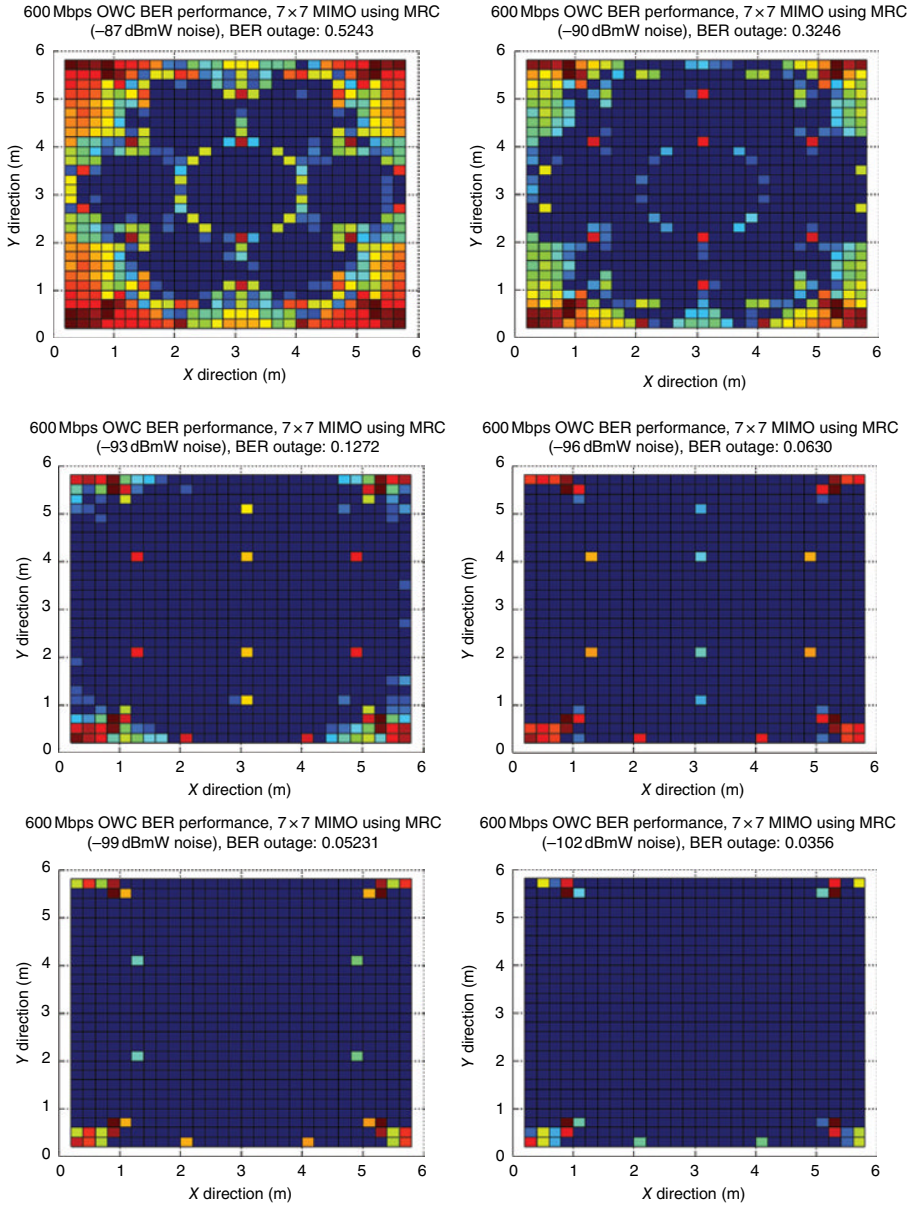 600 Mbps OWC BER performance, 7×7 MIMO using MRC
(−87 dBmW noise), BER outage: 0.5243
6
5
4
3
2
1
0
Y direction (m)
0 1 2 3 4 5 6
X direction (m)
600 Mbps OWC BER performance, 7×7 MIMO using MRC
(−90 dBmW noise), BER outage: 0.3246
6
5
4
3
2
1
0
Y direction (m)
0 1 2 3 4 5 6
X direction (m)
600 Mbps OWC BER performance, 7×7 MIMO using MRC
(−93 dBmW noise), BER outage: 0.1272
6
5
4
3
2
1
0
Y direction (m)
0 1 2 3 4 5 6
X direction (m)
600 Mbps OWC BER performance, 7×7 MIMO using MRC
(−96 dBmW noise), BER outage: 0.0630
6
5
4
3
2
1
0
Y direction (m)
0 1 2 3 4 5 6
X direction (m)
600 Mbps OWC BER performance, 7×7 MIMO using MRC
(−99 dBmW noise), BER outage: 0.05231
6
5
4
3
2
1
0
Y direction (m)
0 1 2 3 4 5 6
X direction (m)
600 Mbps OWC BER performance, 7×7 MIMO using MRC
(−102 dBmW noise), BER outage: 0.0356
6
5
4
3
2
1
0
Y direction (m)
0 1 2 3 4 5 6
X direction (m)